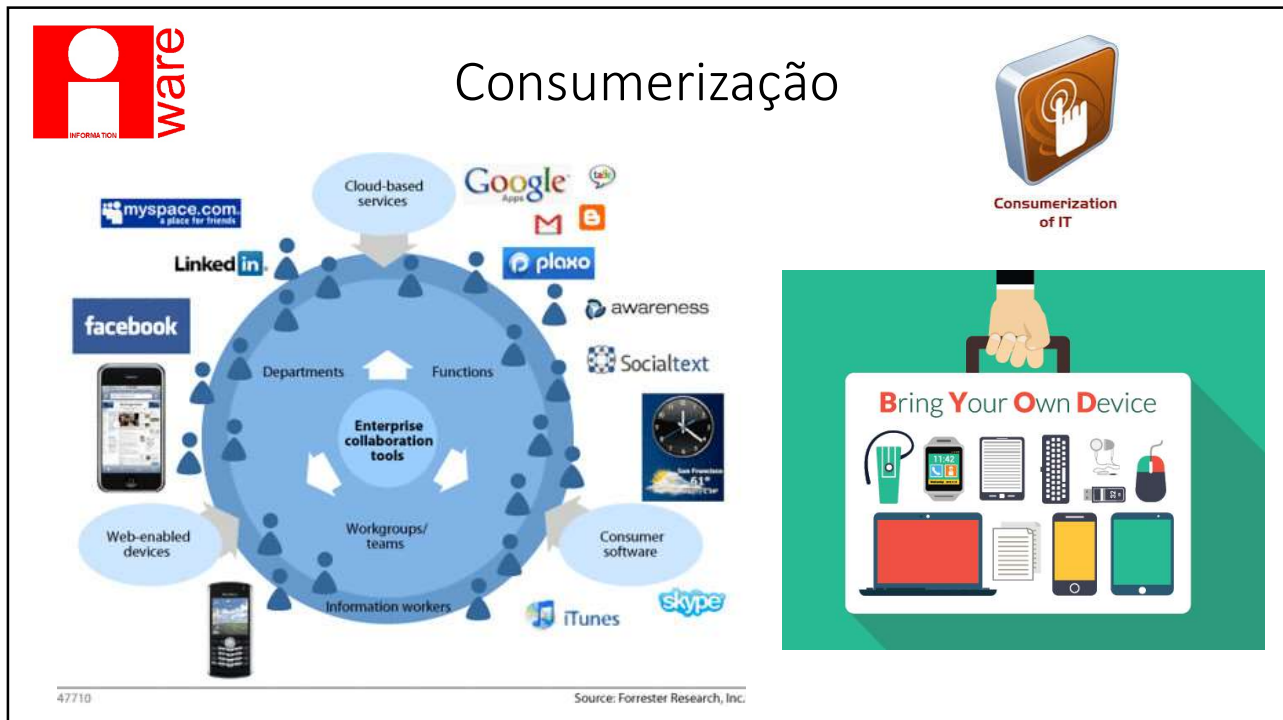 INFORMATION
ware
Consumerização
Consumerization
of IT
Cloud-based
services
Google
Apps
talk
myspace.com.
a place for friends
Linked in
plaxo
facebook
awareness
Socialtext
Departments
Functions
Enterprise
collaboration
tools
San Francisco
61°
Web-enabled
devices
Workgroups/
teams
Consumer
software
Information workers
iTunes
skype
47710
Source: Forrester Research, Inc.
Bring Your Own Device
11:42